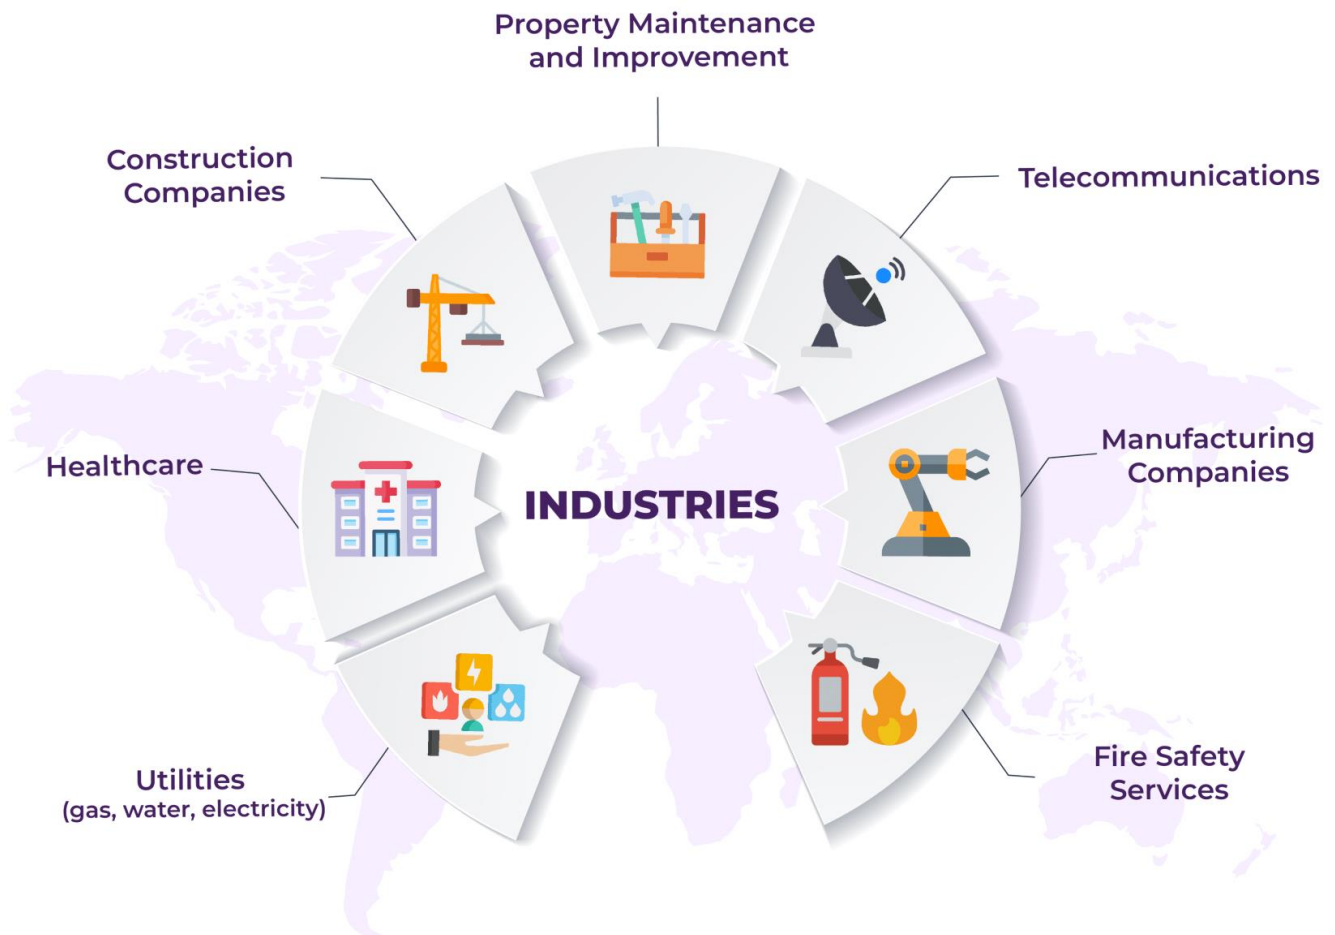 Property Maintenance
and Improvement
Construction
Companies
Telecommunications
Healthcare
INDUSTRIES
Manufacturing
Companies
Utilities
(gas, water, electricity)
Fire Safety
Services